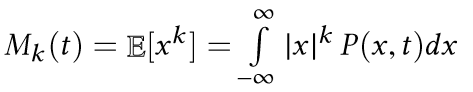 M_k(t) = 𝔼[x^k] = ∫_{-∞}^{∞} |x|^k P(x, t)dx